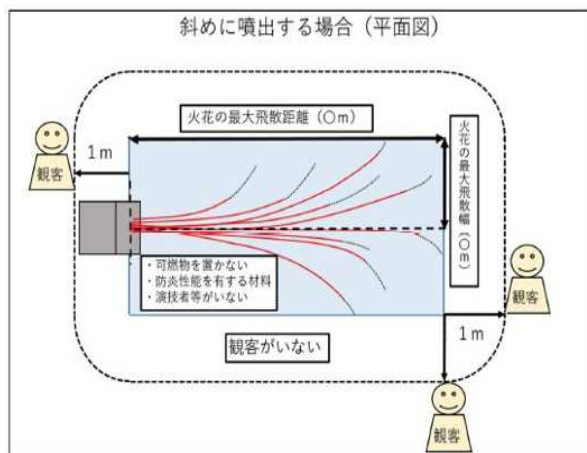 斜めに噴出する場合（平面図）
火花の最大飛散距離（〇ｍ）
火花の最大飛散幅（〇ｍ）
1ｍ
観客
・可燃物を置かない
・防炎性能を有する材料
・演技者等がいない
観客
1ｍ
観客がいない
観客